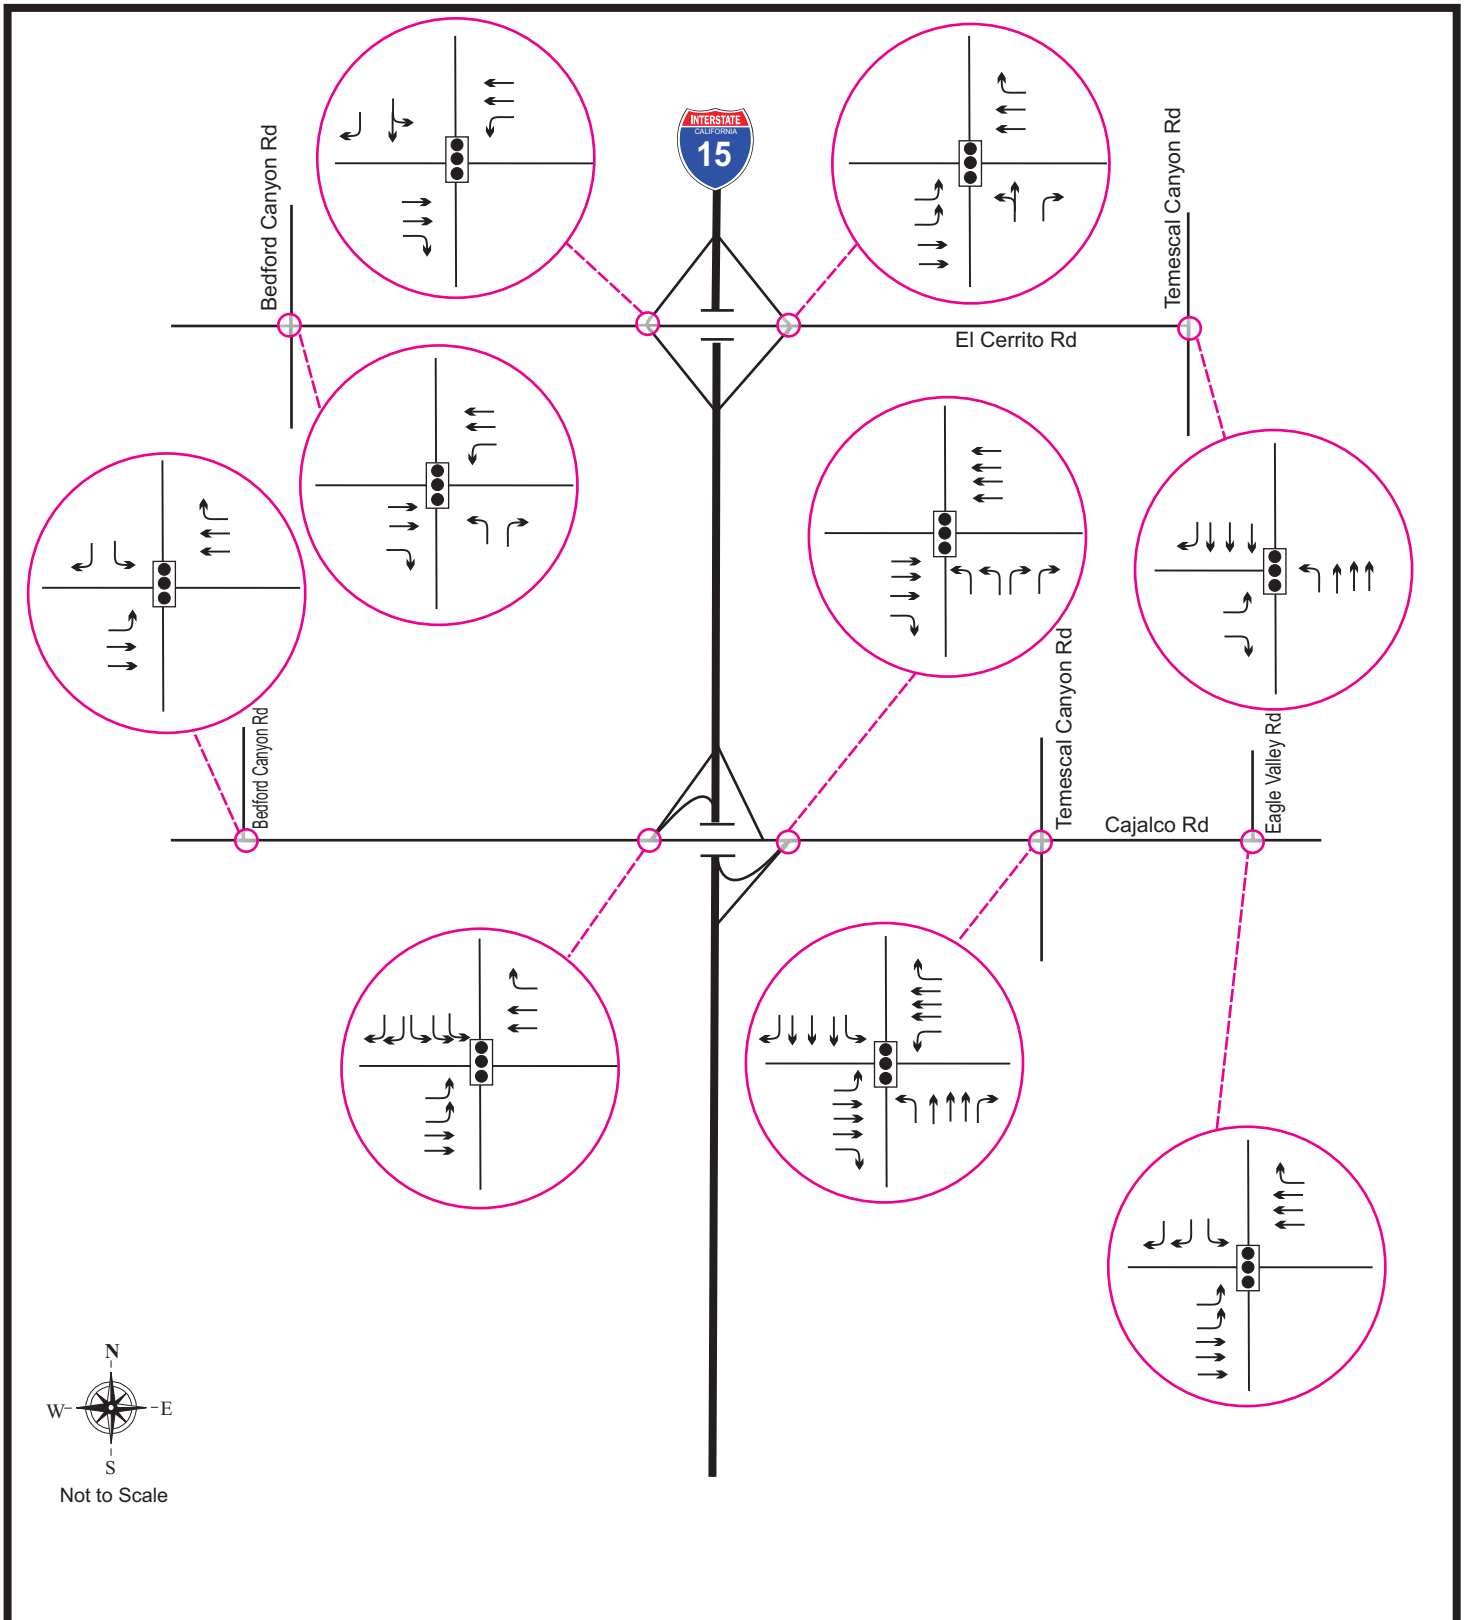 INTERSTATE
CALIFORNIA
15
Bedford Canyon Rd
Temescal Canyon Rd
El Cerrito Rd
Bedford Canyon Rd
Temescal Canyon Rd
Cajalco Rd
Eagle Valley Rd
N
W
E
S
Not to Scale